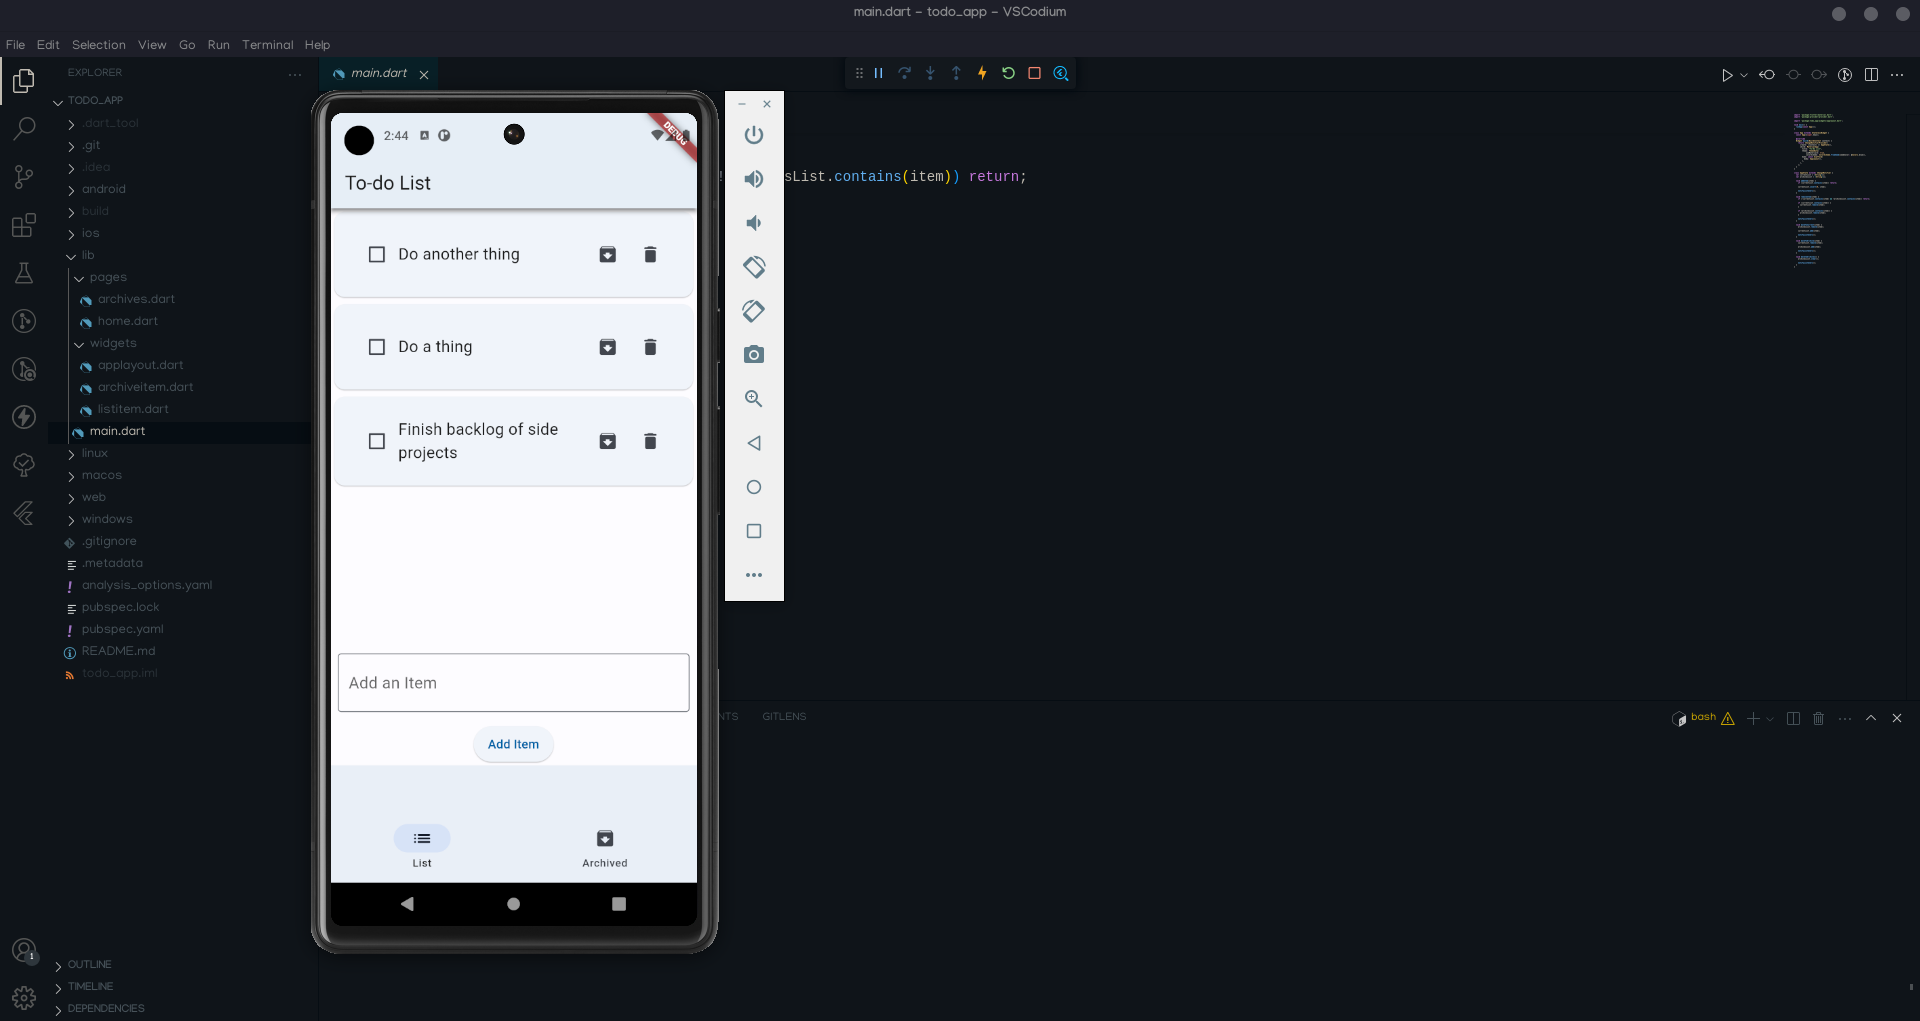 main.dart - todo_app - VSCodium
File Edit Selection View Go Run Terminal Help
EXPLORER
main.dart
TODO_APP
.dart_tool
.git
.idea
android
build
ios
lib
pages
archives.dart
home.dart
widgets
applayout.dart
archiveitem.dart
listitem.dart
main.dart
linux
macos
web
windows
.gitignore
.metadata
analysis_options.yaml
pubspec.lock
pubspec.yaml
README.md
todo_app.iml
OUTLINE
TIMELINE
DEPENDENCIES
1
2:44
DEBUG
To-do List
Do another thing
Do a thing
Finish backlog of side
projects
Add an Item
Add Item
List
Archived
sList.contains(item)) return;
NTS GITLENS
bash